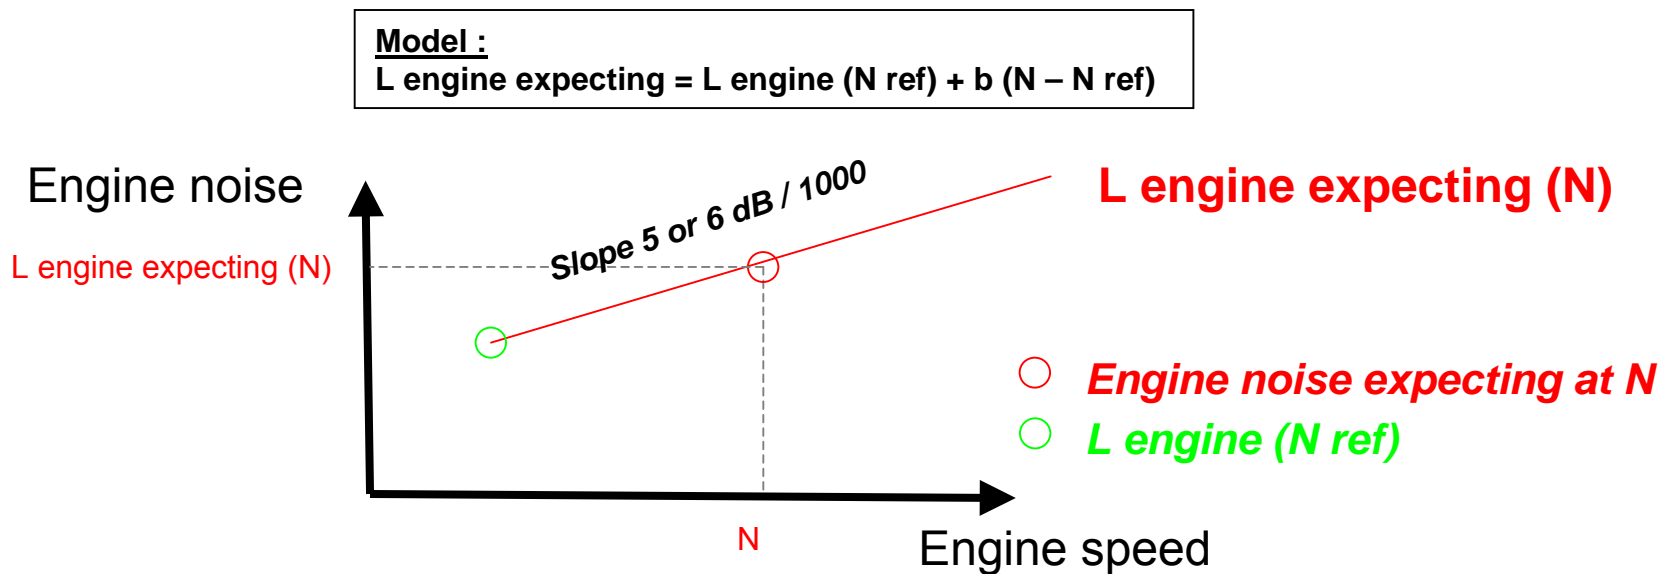 Model :
L engine expecting = L engine (N ref) + b (N – N ref)
Engine noise
Slope 5 or 6 dB / 1000
L engine expecting (N)
L engine expecting (N)
Engine noise expecting at N
L engine (N ref)
N
Engine speed